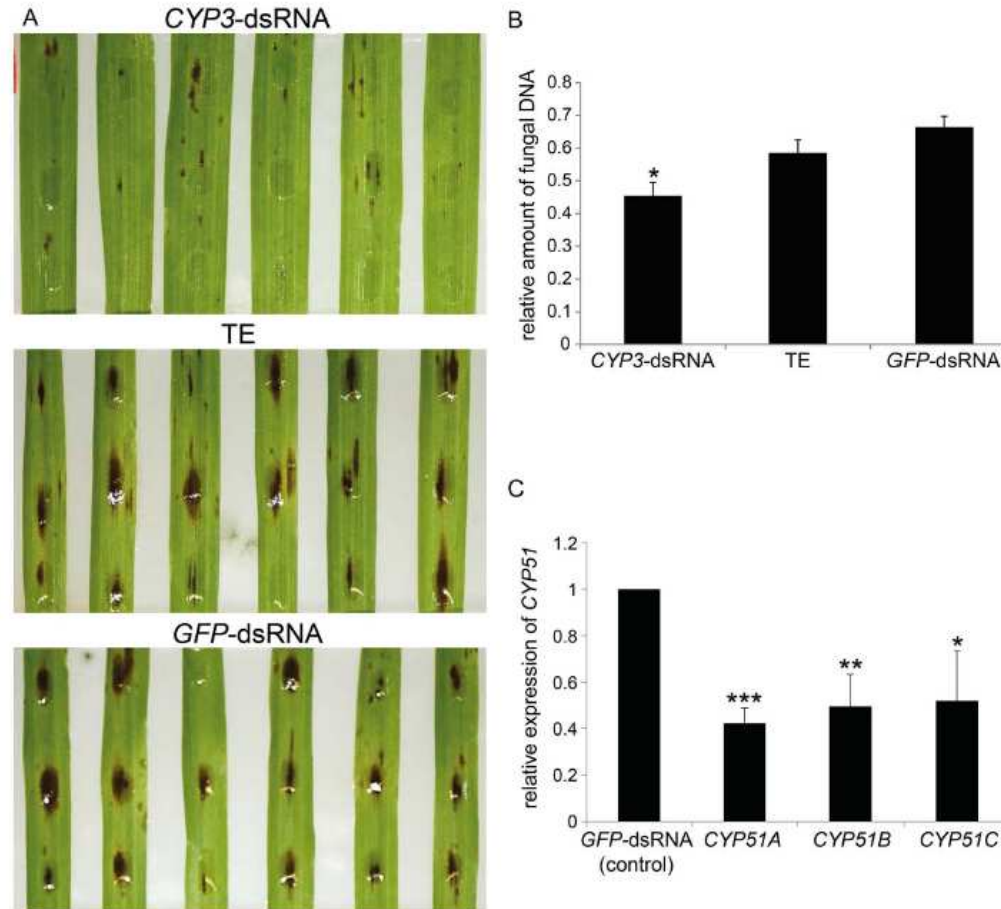 A
CYP3-dsRNA
TE
GFP-dsRNA
B
relative amount of fungal DNA
0.8
0.7
0.6
0.5
0.4
0.3
0.2
0.1
0
*
CYP3-dsRNA TE GFP-dsRNA
C
relative expression of CYP51
1.2
1
0.8
0.6
0.4
0.2
0
*** ** *
GFP-dsRNA CYP51A CYP51B CYP51C
(control)